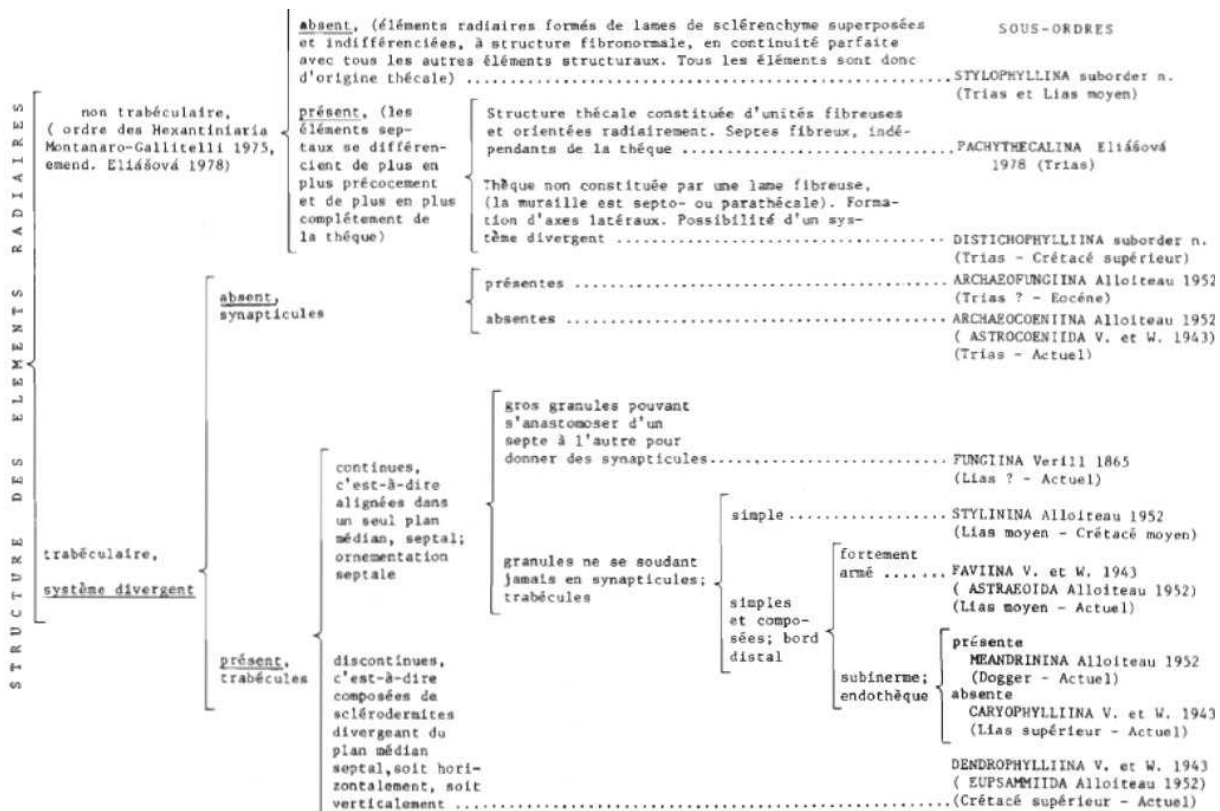 STRUCTURE DES ELEMENTS RADIAIRES
SOUS-ORDRES
non trabéculaire,
( ordre des Hexantiniaria
Montanaro-Gallitelli 1975,
emend. Eliášová 1978)
absent, (éléments radiaires formés de lames de sclérenchyme superposées
et indifférenciées, à structure fibronormale, en continuité parfaite
avec tous les autres éléments structuraux. Tous les éléments sont donc
d'origine thécale) ........................................
STYLOPHYLLINA suborder n.
(Trias et Lias moyen)
présent, (les
éléments sep-
taux se différen-
cient de plus en
plus précocement
et de plus en plus
complétement de
la thèque)
Structure thécale constituée d'unités fibreuses
et orientées radiairement. Septes fibreux, indé-
pendants de la thèque ........................
PACHYTHECALINA Eliášová
1978 (Trias)
Thèque non constituée par une lame fibreuse,
(la muraille est septo- ou parathécale). Forma-
tion d'axes latéraux. Possibilité d'un sys-
tème divergent ..............................
DISTICHOPHYLLIINA suborder n.
(Trias - Crétacé supérieur)
trabéculaire,
système divergent
absent,
synapticules
présentes ..............................
ARCHAEOFUNGIINA Alloiteau 1952
(Trias ? - Eocène)
absentes ..............................
ARCHAEOCOENIINA Alloiteau 1952
( ASTROCOENIIDA V. et W. 1943)
(Trias - Actuel)
présent,
trabécules
continues,
c'est-à-dire
alignées dans
un seul plan
médian, septal;
ornementation
septale
gros granules pouvant
s'anastomoser d'un
septe à l'autre pour
donner des synapticules ........................
FUNGIINA Verill 1865
(Lias ? - Actuel)
granules ne se soudant
jamais en synapticules;
trabécules
simple ..................
STYLININA Alloiteau 1952
(Lias moyen - Crétacé moyen)
simples
et compo-
sées; bord
distal
fortement
armé ......
FAVIINA V. et W. 1943
( ASTRAEOIDA Alloiteau 1952)
(Lias moyen - Actuel)
subinerme;
endothèque
présente
MEANDRININA Alloiteau 1952
(Dogger - Actuel)
absente
CARYOPHYLLIINA V. et W. 1943
(Lias supérieur - Actuel)
discontinues,
c'est-à-dire
composées de
sclérodermites
divergeant du
plan médian
septal,soit hori-
zontalement, soit
verticalement ........................................
DENDROPHYLLIINA V. et W. 1943
( EUPSAMMIIDA Alloiteau 1952)
(Crétacé supérieur - Actuel)